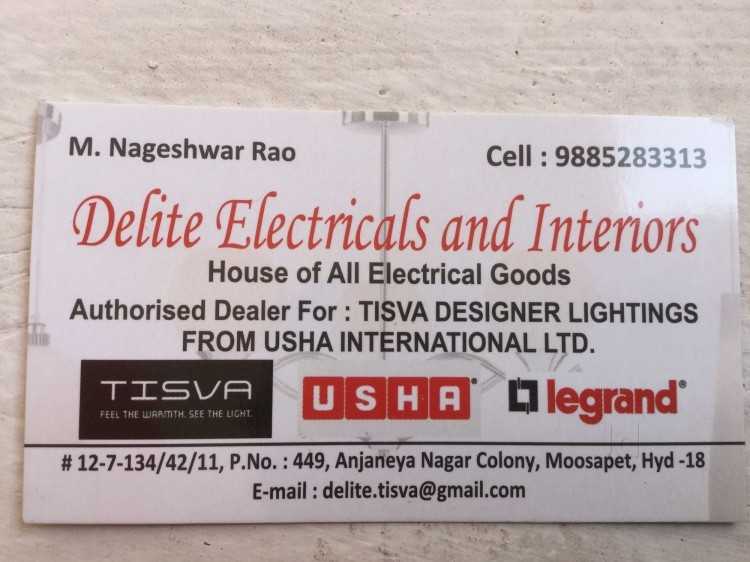 M. Nageshwar Rao
Cell : 9885283313
Delite Electricals and Interiors
House of All Electrical Goods
Authorised Dealer For : TISVA DESIGNER LIGHTINGS
FROM USHA INTERNATIONAL LTD.
TISVA
FEEL THE WARMTH. SEE THE LIGHT.
USHA®
legrand®
# 12-7-134/42/11, P.No. : 449, Anjaneya Nagar Colony, Moosapet, Hyd -18
E-mail : delite.tisva@gmail.com